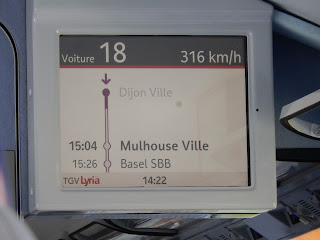 Voiture 18 316 km/h
Dijon Ville
15:04 Mulhouse Ville
15:26 Basel SBB
TGV Lyria 14:22